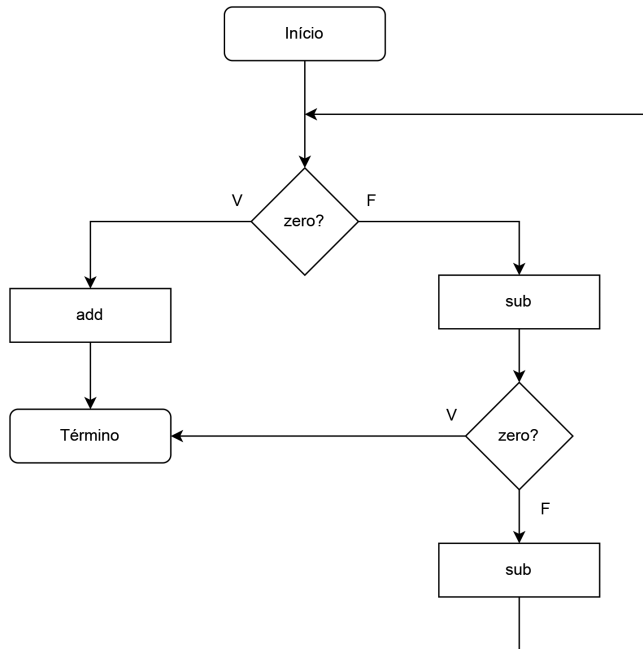 Início
V
zero?
F
add
sub
V
Término
zero?
F
sub